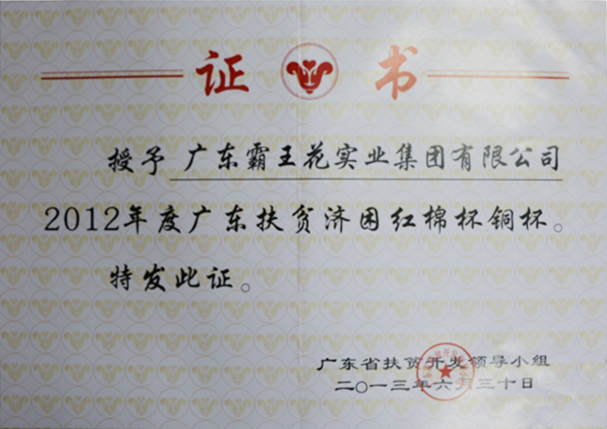 证书
授予 广东霸王花实业集团有限公司
2012年度广东扶贫济困红棉杯铜杯。
特发此证。
广东省扶贫开发领导小组
二〇一三年六月三十日